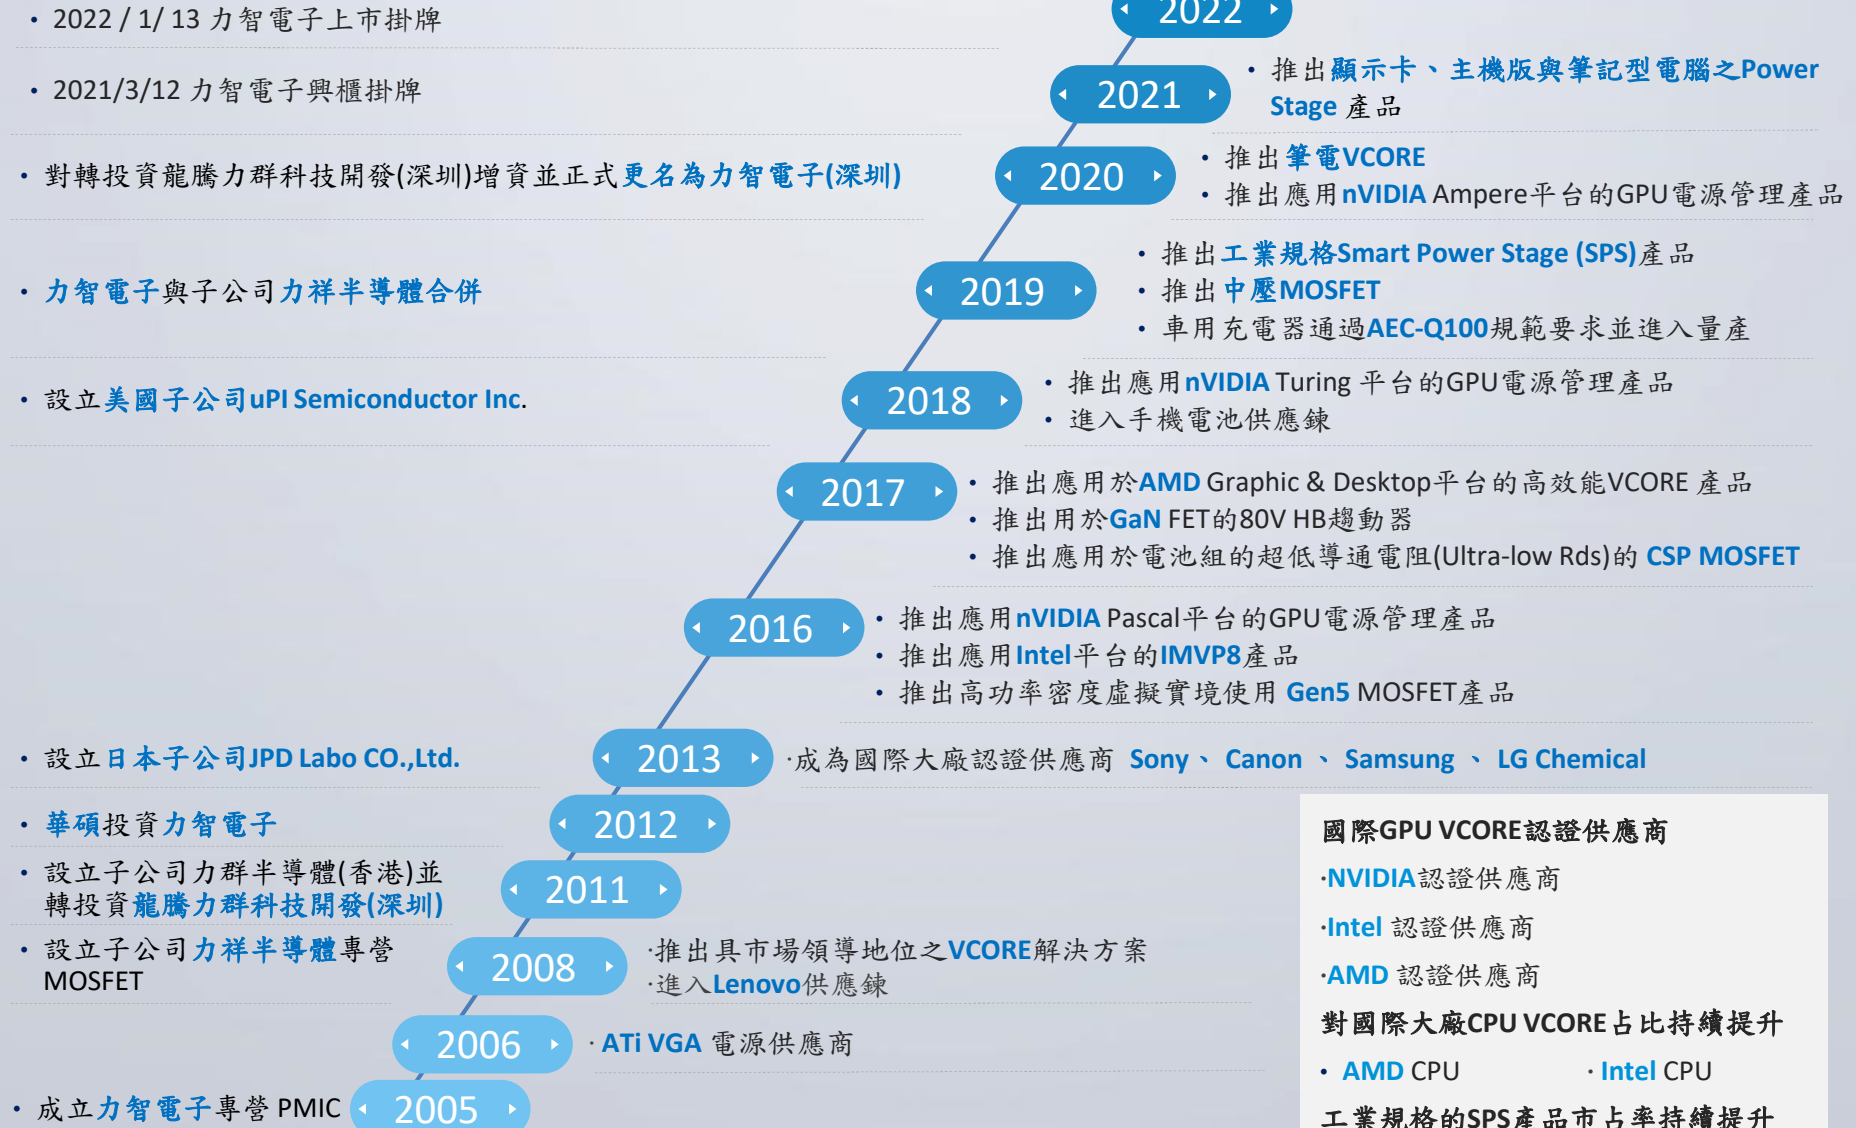 2022
• 2022 / 1/ 13 力智電子上市掛牌
• 2021/3/12 力智電子興櫃掛牌
2021
• 推出顯示卡、主機版與筆記型電腦之Power
Stage 產品
• 對轉投資龍騰力群科技開發(深圳)增資並正式更名為力智電子(深圳)
2020
• 推出筆電VCORE
• 推出應用nVIDIA Ampere平台的GPU電源管理產品
• 力智電子與子公司力祥半導體合併
2019
• 推出工業規格Smart Power Stage (SPS)產品
• 推出中壓MOSFET
• 車用充電器通過AEC-Q100規範要求並進入量產
• 設立美國子公司uPI Semiconductor Inc.
2018
• 推出應用nVIDIA Turing 平台的GPU電源管理產品
• 進入手機電池供應鍊
2017
• 推出應用於AMD Graphic & Desktop平台的高效能VCORE 產品
• 推出用於GaN FET的80V HB趨動器
• 推出應用於電池組的超低導通電阻(Ultra-low Rds)的 CSP MOSFET
2016
• 推出應用nVIDIA Pascal平台的GPU電源管理產品
• 推出應用Intel平台的IMVP8產品
• 推出高功率密度虛擬實境使用 Gen5 MOSFET產品
• 設立日本子公司JPD Labo CO.,Ltd.
2013
·成為國際大廠認證供應商 Sony、 Canon 、 Samsung 、 LG Chemical
• 華碩投資力智電子
2012
• 設立子公司力群半導體(香港)並
轉投資龍騰力群科技開發(深圳)
2011
• 設立子公司力祥半導體專營
MOSFET
2008
·推出具市場領導地位之VCORE解決方案
·進入Lenovo供應鍊
2006
· ATi VGA 電源供應商
• 成立力智電子專營 PMIC
2005
國際GPU VCORE認證供應商
·NVIDIA認證供應商
·Intel 認證供應商
·AMD 認證供應商
對國際大廠CPU VCORE占比持續提升
• AMD CPU · Intel CPU
工業規格的SPS產品市占率持續提升